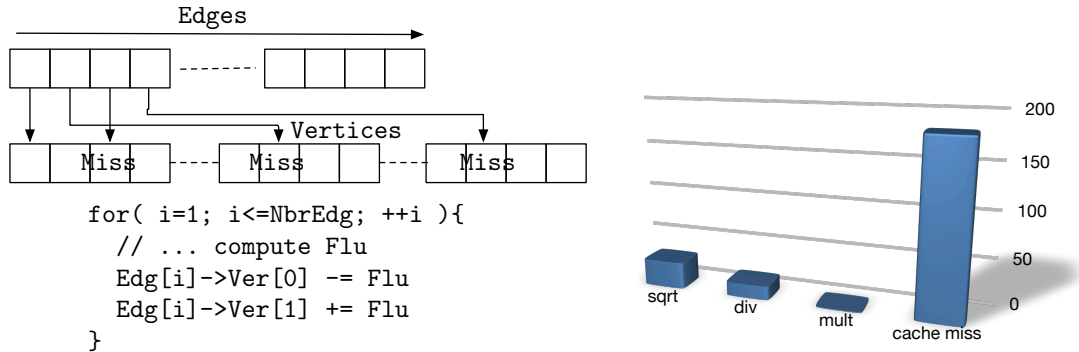 Edges
Vertices
Miss
Miss
Miss
for( i=1; i<=NbrEdg; ++i ){
// ... compute Flu
Edg[i]->Ver[0] -= Flu
Edg[i]->Ver[1] += Flu
}
200
150
100
50
0
sqrt
div
mult
cache miss